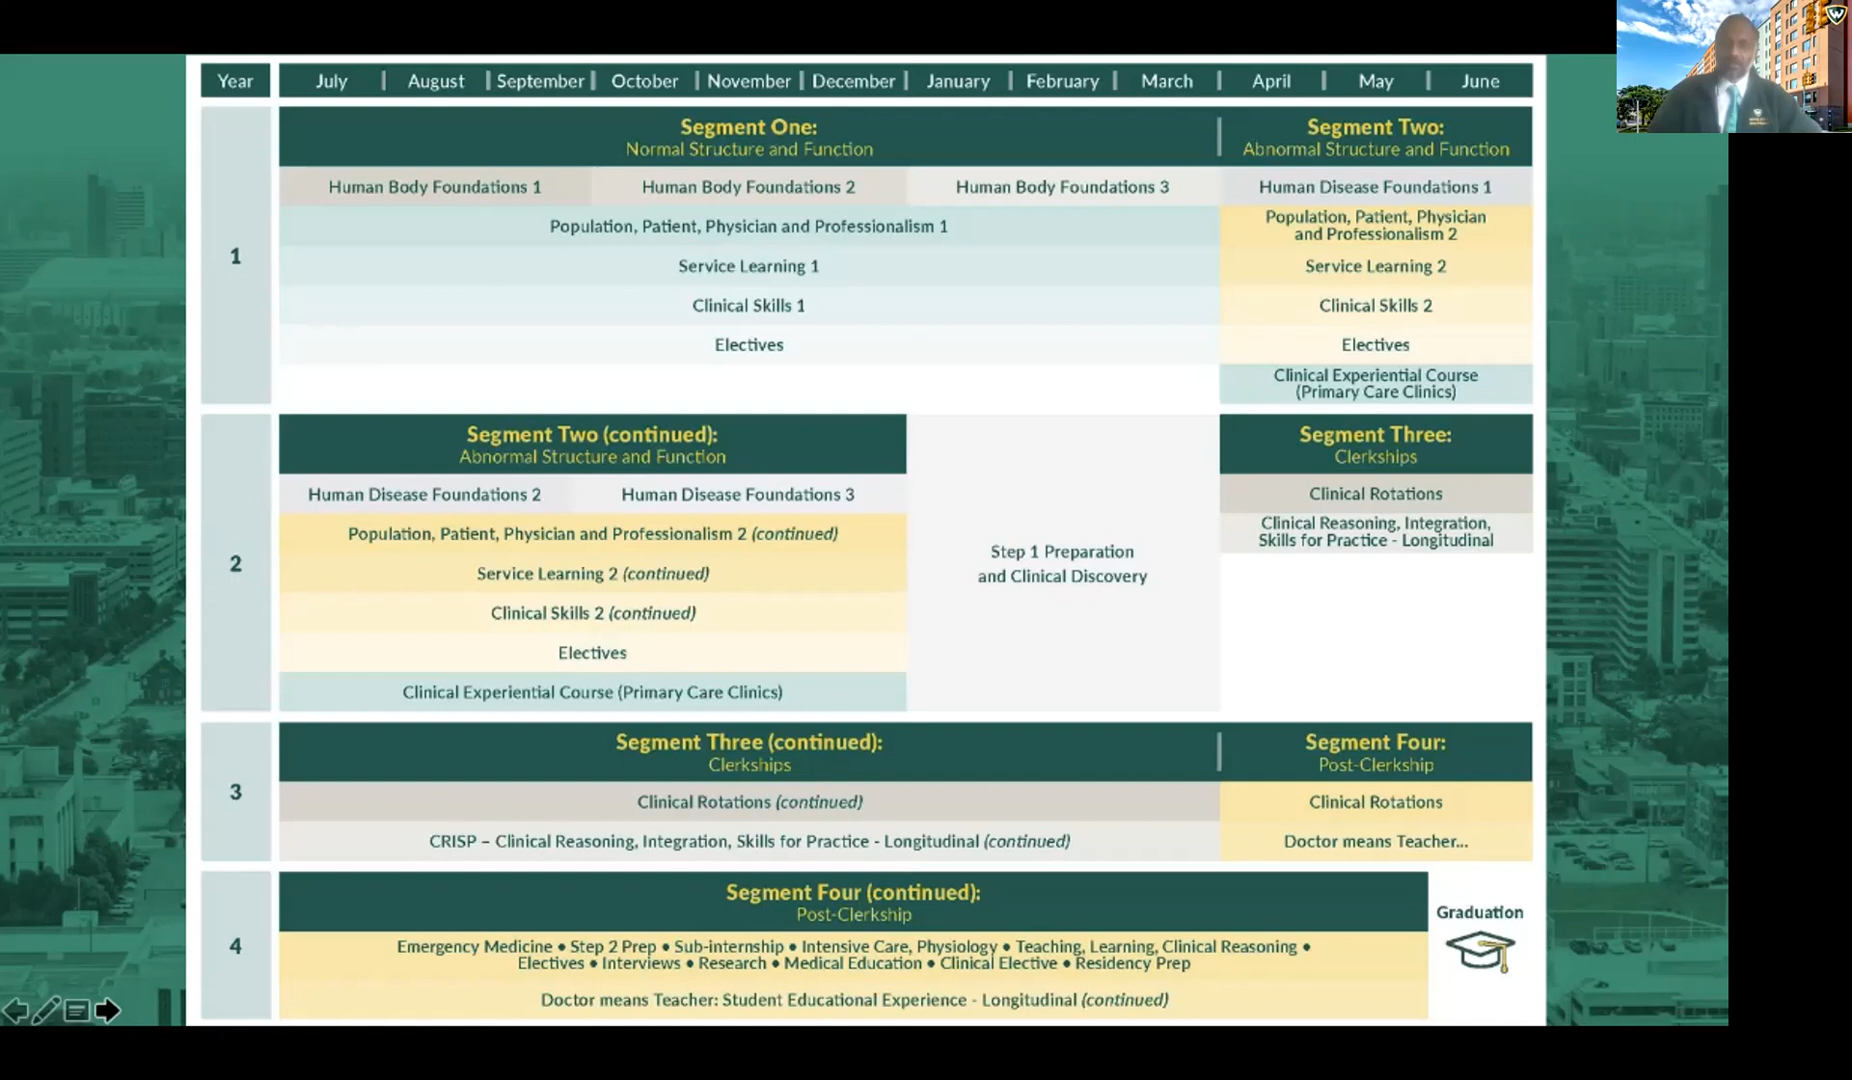 Year July August September October November December January February March April May June
Segment One:
Normal Structure and Function
Segment Two:
Abnormal Structure and Function
Human Body Foundations 1
Human Body Foundations 2
Human Body Foundations 3
Human Disease Foundations 1
1
Population, Patient, Physician and Professionalism 1
Service Learning 1
Clinical Skills 1
Electives
Population, Patient, Physician
and Professionalism 2
Service Learning 2
Clinical Skills 2
Electives
Clinical Experiential Course
(Primary Care Clinics)
Segment Two (continued):
Abnormal Structure and Function
Human Disease Foundations 2
Human Disease Foundations 3
2
Population, Patient, Physician and Professionalism 2 (continued)
Service Learning 2 (continued)
Clinical Skills 2 (continued)
Electives
Clinical Experiential Course (Primary Care Clinics)
Step 1 Preparation
and Clinical Discovery
Segment Three:
Clerkships
Clinical Rotations
Clinical Reasoning, Integration,
Skills for Practice - Longitudinal
3
Segment Three (continued):
Clerkships
Clinical Rotations (continued)
CRISP – Clinical Reasoning, Integration, Skills for Practice - Longitudinal (continued)
Segment Four:
Post-Clerkship
Clinical Rotations
Doctor means Teacher...
4
Segment Four (continued):
Post-Clerkship
Emergency Medicine • Step 2 Prep • Sub-internship • Intensive Care, Physiology • Teaching, Learning, Clinical Reasoning •
Electives • Interviews • Research • Medical Education • Clinical Elective • Residency Prep
Doctor means Teacher: Student Educational Experience - Longitudinal (continued)
Graduation
W